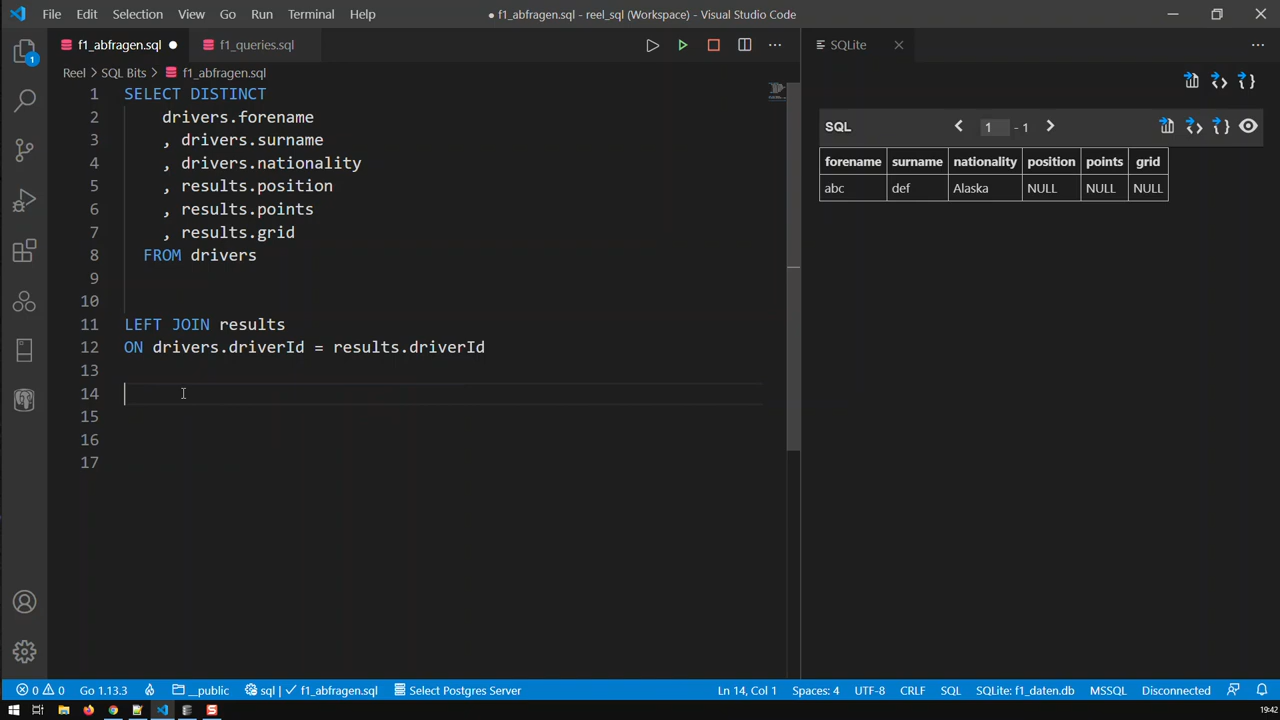 File Edit Selection View Go Run Terminal Help ● f1_abfragen.sql - reel_sql (Workspace) - Visual Studio Code
f1_abfragen.sql f1_queries.sql
SQLite
Reel > SQL Bits > f1_abfragen.sql
1 SELECT DISTINCT
2 drivers.forename
3 , drivers.surname
4 , drivers.nationality
5 , results.position
6 , results.points
7 , results.grid
8 FROM drivers
9
10
11 LEFT JOIN results
12 ON drivers.driverId = results.driverId
13
14
15
16
17
SQL 1 - 1
forename surname nationality position points grid
abc def Alaska NULL NULL NULL
1
0 0 Go 1.13.3 __public sql | ✓ f1_abfragen.sql Select Postgres Server Ln 14, Col 1 Spaces: 4 UTF-8 CRLF SQL SQLite: f1_daten.db MSSQL Disconnected
19:42